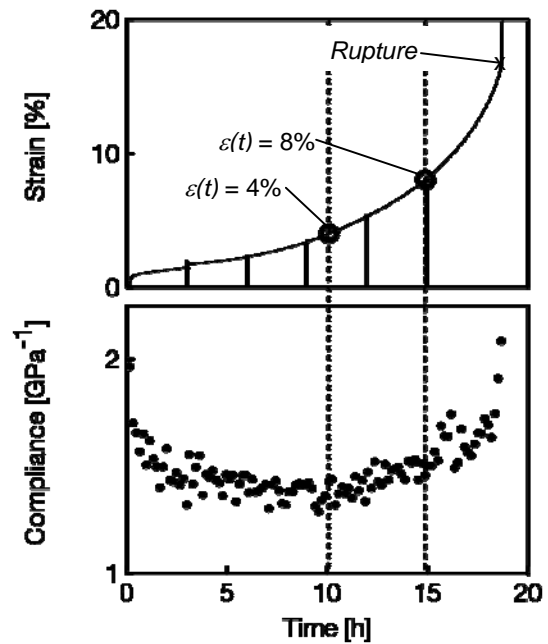 20
Rupture
x
Strain [%]
ε(t) = 8%
10
ε(t) = 4%
0
Compliance [GPa⁻¹]
2
1
0 5 10 15 20
Time [h]